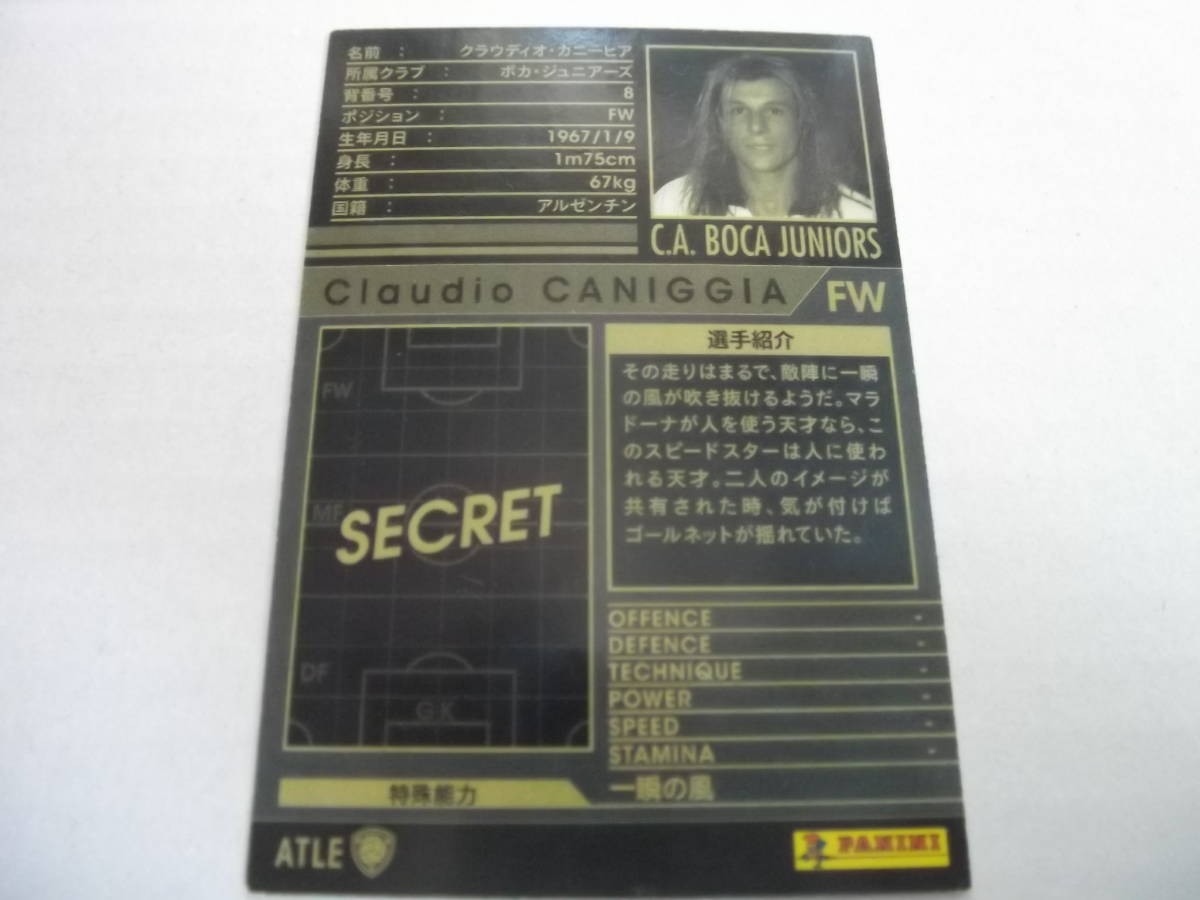 名前 : クラウディオ・カニーヒア
所属クラブ : ボカ・ジュニアーズ
背番号 : 8
ポジション : FW
生年月日 : 1967/1/9
身長 : 1m75cm
体重 : 67kg
国籍 : アルゼンチン
C.A. BOCA JUNIORS
Claudio CANIGGIA FW
FW
MF
SECRET
DF
GK
選手紹介
その走りはまるで、敵陣に一瞬
の風が吹き抜けるようだ。マラ
ドーナが人を使う天才なら、こ
のスピードスターは人に使わ
れる天才。二人のイメージが
共有された時、気が付けば
ゴールネットが揺れていた。
OFFENCE -
DEFENCE -
TECHNIQUE -
POWER -
SPEED -
STAMINA -
特殊能力 一瞬の風
ATLE
PANINI